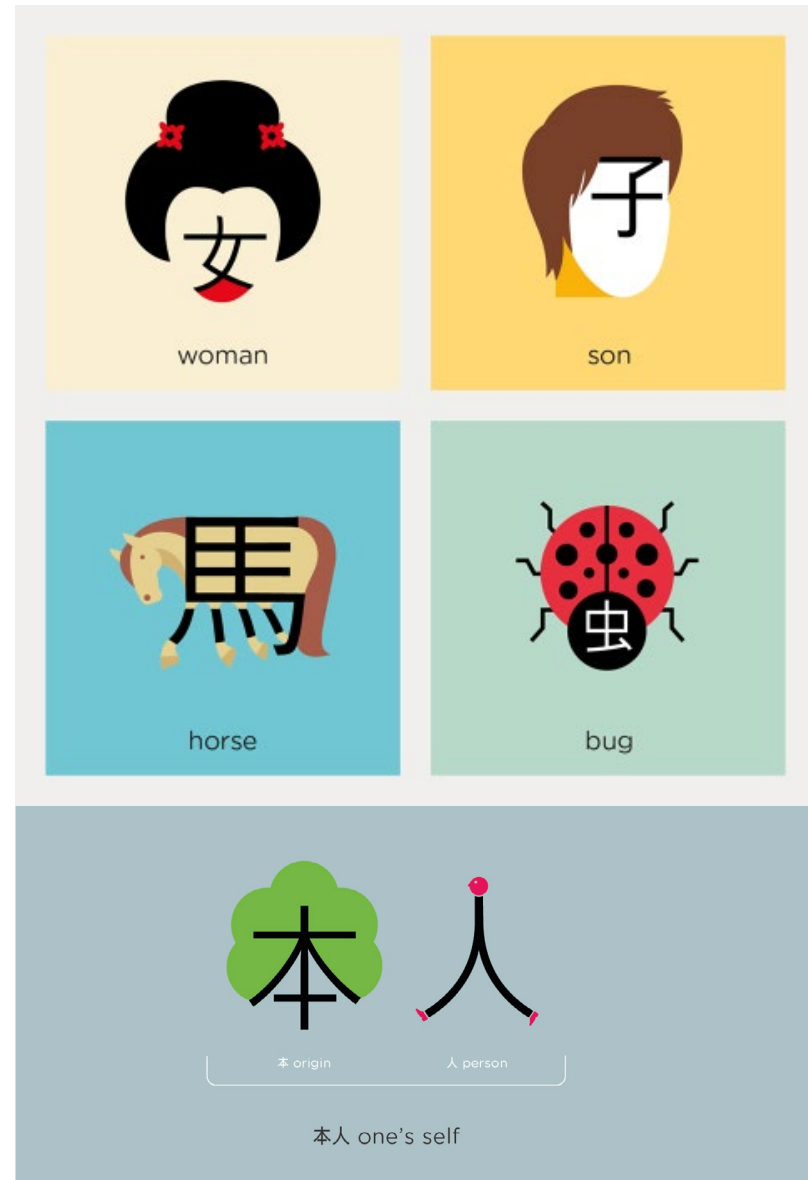 女
woman
子
son
馬
horse
虫
bug
本 人
本 origin 人 person
本人 one's self